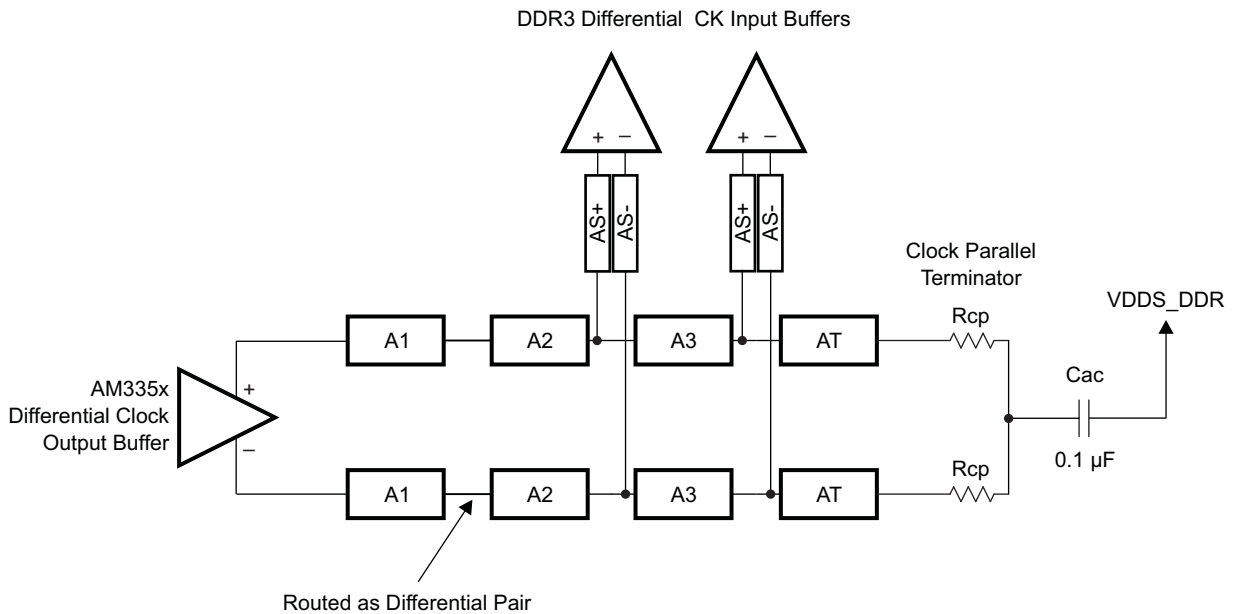 DDR3 Differential CK Input Buffers
+ −
+ −
AS+
AS-
AS+
AS-
Clock Parallel
Terminator
VDDS_DDR
A1
A2
A3
AT
Rcp
AM335x
Differential Clock
Output Buffer
+
−
Cac
0.1 µF
A1
A2
A3
AT
Rcp
Routed as Differential Pair